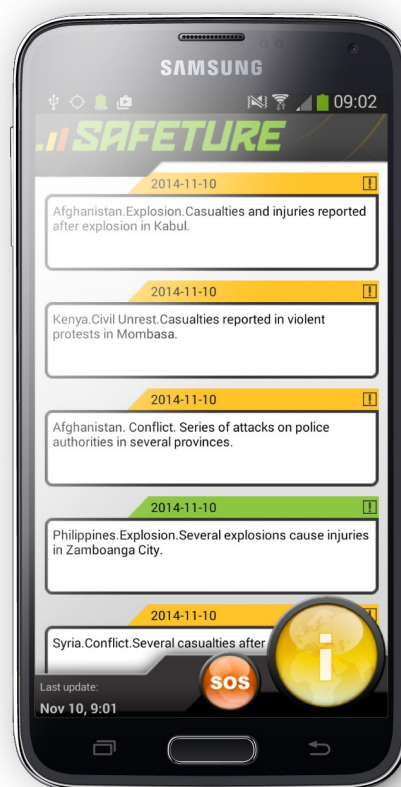 SAMSUNG
09:02
SAFETURE
2014-11-10
Afghanistan.Explosion.Casualties and injuries reported
after explosion in Kabul.
2014-11-10
Kenya.Civil Unrest.Casualties reported in violent
protests in Mombasa.
2014-11-10
Afghanistan. Conflict. Series of attacks on police
authorities in several provinces.
2014-11-10
Philippines.Explosion.Several explosions cause injuries
in Zamboanga City.
2014-11-10
Syria.Conflict.Several casualties after
Last update:
SOS
i
Nov 10, 9:01